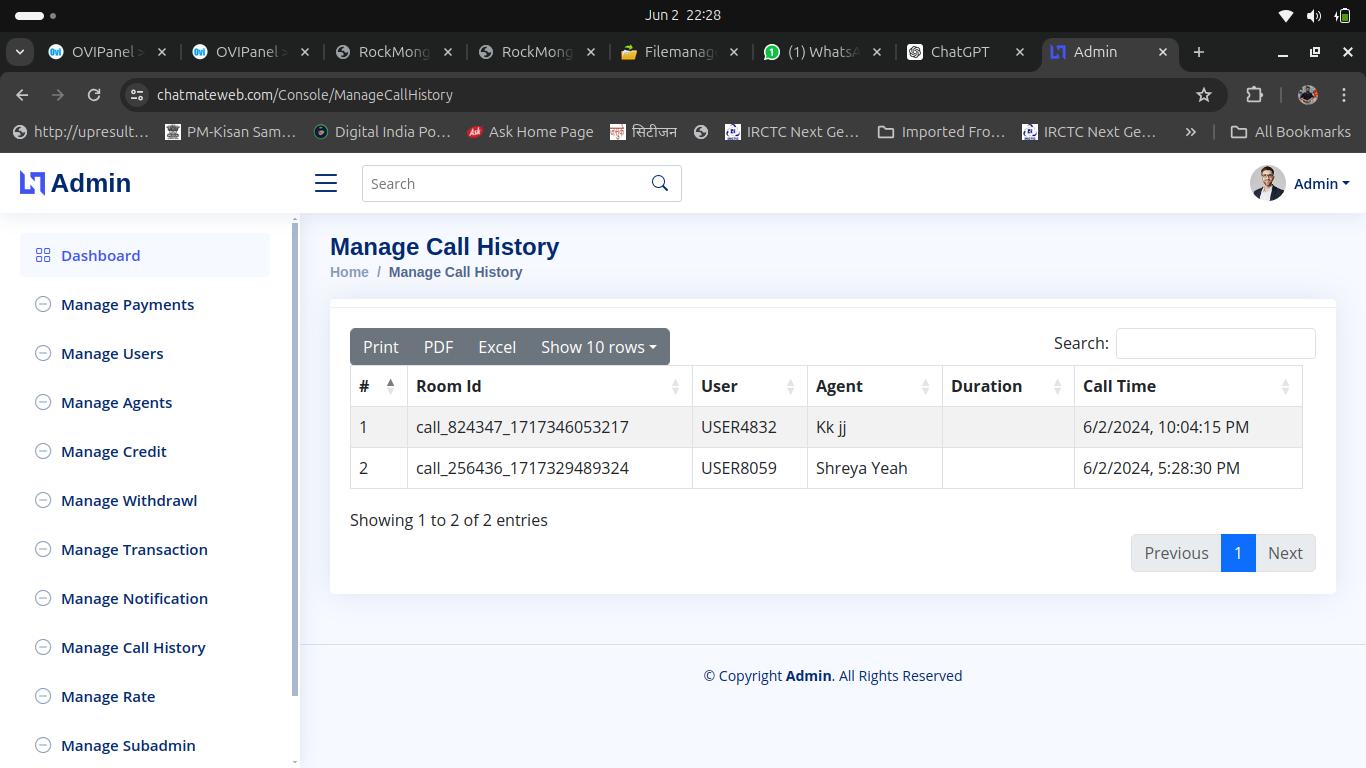 Jun 2 22:28
OVIPanel
OVIPanel
RockMong
RockMong
Filemanag
(1) WhatsA
ChatGPT
Admin
chatmateweb.com/Console/ManageCallHistory
http://upresult...
PM-Kisan Sam...
Digital India Po...
Ask
Ask Home Page
सिटीजन
IRCTC Next Ge...
Imported Fro...
IRCTC Next Ge...
All Bookmarks
Admin
Search
Admin
Dashboard
Manage Payments
Manage Users
Manage Agents
Manage Credit
Manage Withdrawl
Manage Transaction
Manage Notification
Manage Call History
Manage Rate
Manage Subadmin
Manage Call History
Home / Manage Call History
Print PDF Excel Show 10 rows
Search:
# Room Id User Agent Duration Call Time
1 call_824347_1717346053217 USER4832 Kk jj 6/2/2024, 10:04:15 PM
2 call_256436_1717329489324 USER8059 Shreya Yeah 6/2/2024, 5:28:30 PM
Showing 1 to 2 of 2 entries
Previous 1 Next
© Copyright Admin. All Rights Reserved